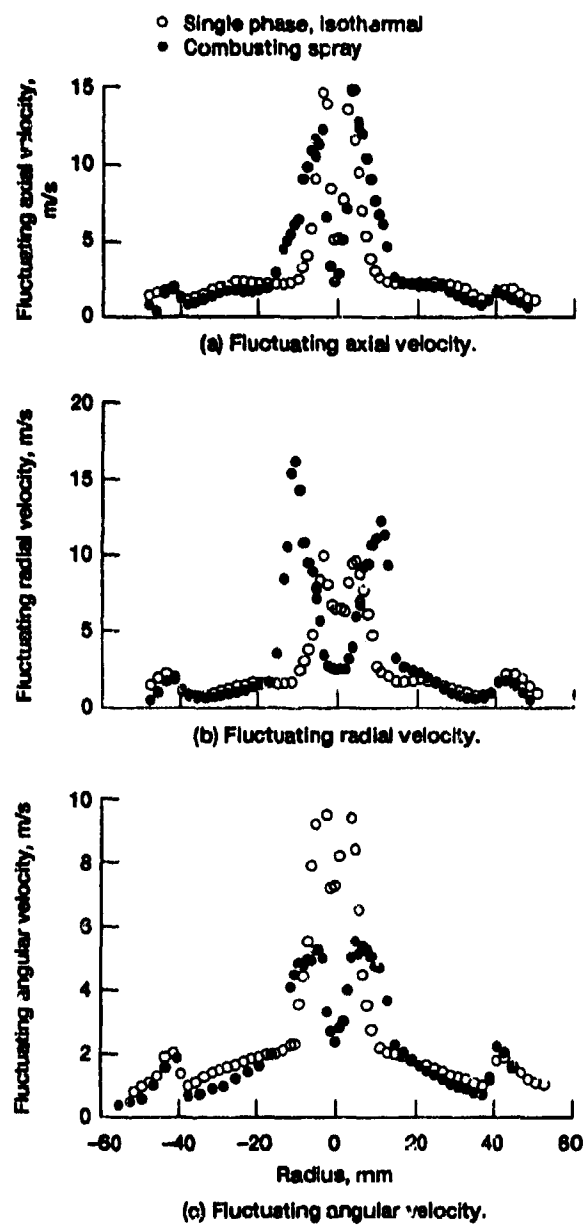 Single phase, isothermal
Combusting spray
Fluctuating axial velocity,
m/s
15
10
5
0
(a) Fluctuating axial velocity.
Fluctuating radial velocity, m/s
20
15
10
5
0
(b) Fluctuating radial velocity.
Fluctuating angular velocity, m/s
10
8
6
4
2
0
−60 −40 −20 0 20 40 60
Radius, mm
(c) Fluctuating angular velocity.